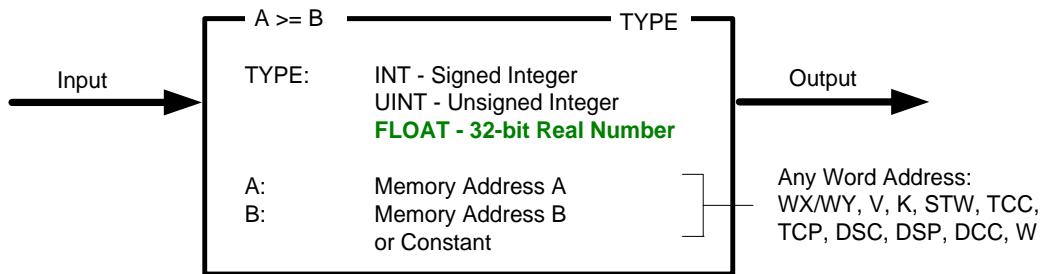 A >= B TYPE
Input
TYPE: INT - Signed Integer
UINT - Unsigned Integer
FLOAT - 32-bit Real Number
Output
A: Memory Address A
B: Memory Address B
or Constant
Any Word Address:
WX/WY, V, K, STW, TCC,
TCP, DSC, DSP, DCC, W